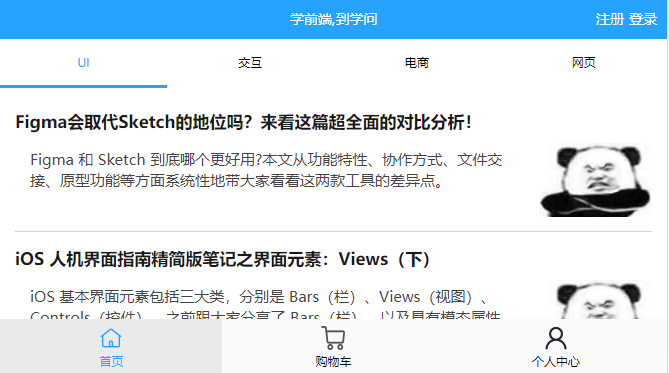 学前端,到学问
注册 登录
UI 交互 电商 网页
Figma会取代Sketch的地位吗？来看这篇超全面的对比分析！
Figma 和 Sketch 到底哪个更好用?本文从功能特性、协作方式、文件交
接、原型功能等方面系统性地带大家看看这两款工具的差异点。
iOS 人机界面指南精简版笔记之界面元素：Views（下）
iOS 基本界面元素包括三大类，分别是 Bars（栏）、Views（视图）、
Controls（控件）。之前跟大家分享了 Bars（栏），以及具有模态属性
首页 购物车 个人中心